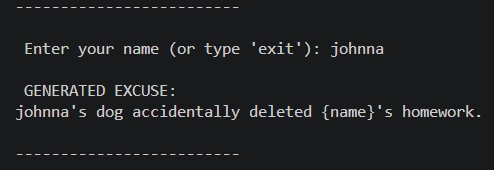 -------------------------
Enter your name (or type 'exit'): johnna
GENERATED EXCUSE:
johnna's dog accidentally deleted {name}'s homework.
-------------------------